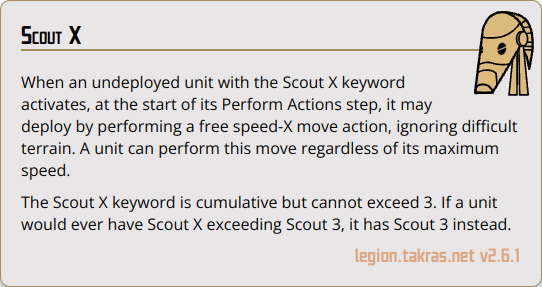 Scout X
When an undeployed unit with the Scout X keyword
activates, at the start of its Perform Actions step, it may
deploy by performing a free speed-X move action, ignoring difficult
terrain. A unit can perform this move regardless of its maximum
speed.
The Scout X keyword is cumulative but cannot exceed 3. If a unit
would ever have Scout X exceeding Scout 3, it has Scout 3 instead.
legion.takras.net v2.6.1